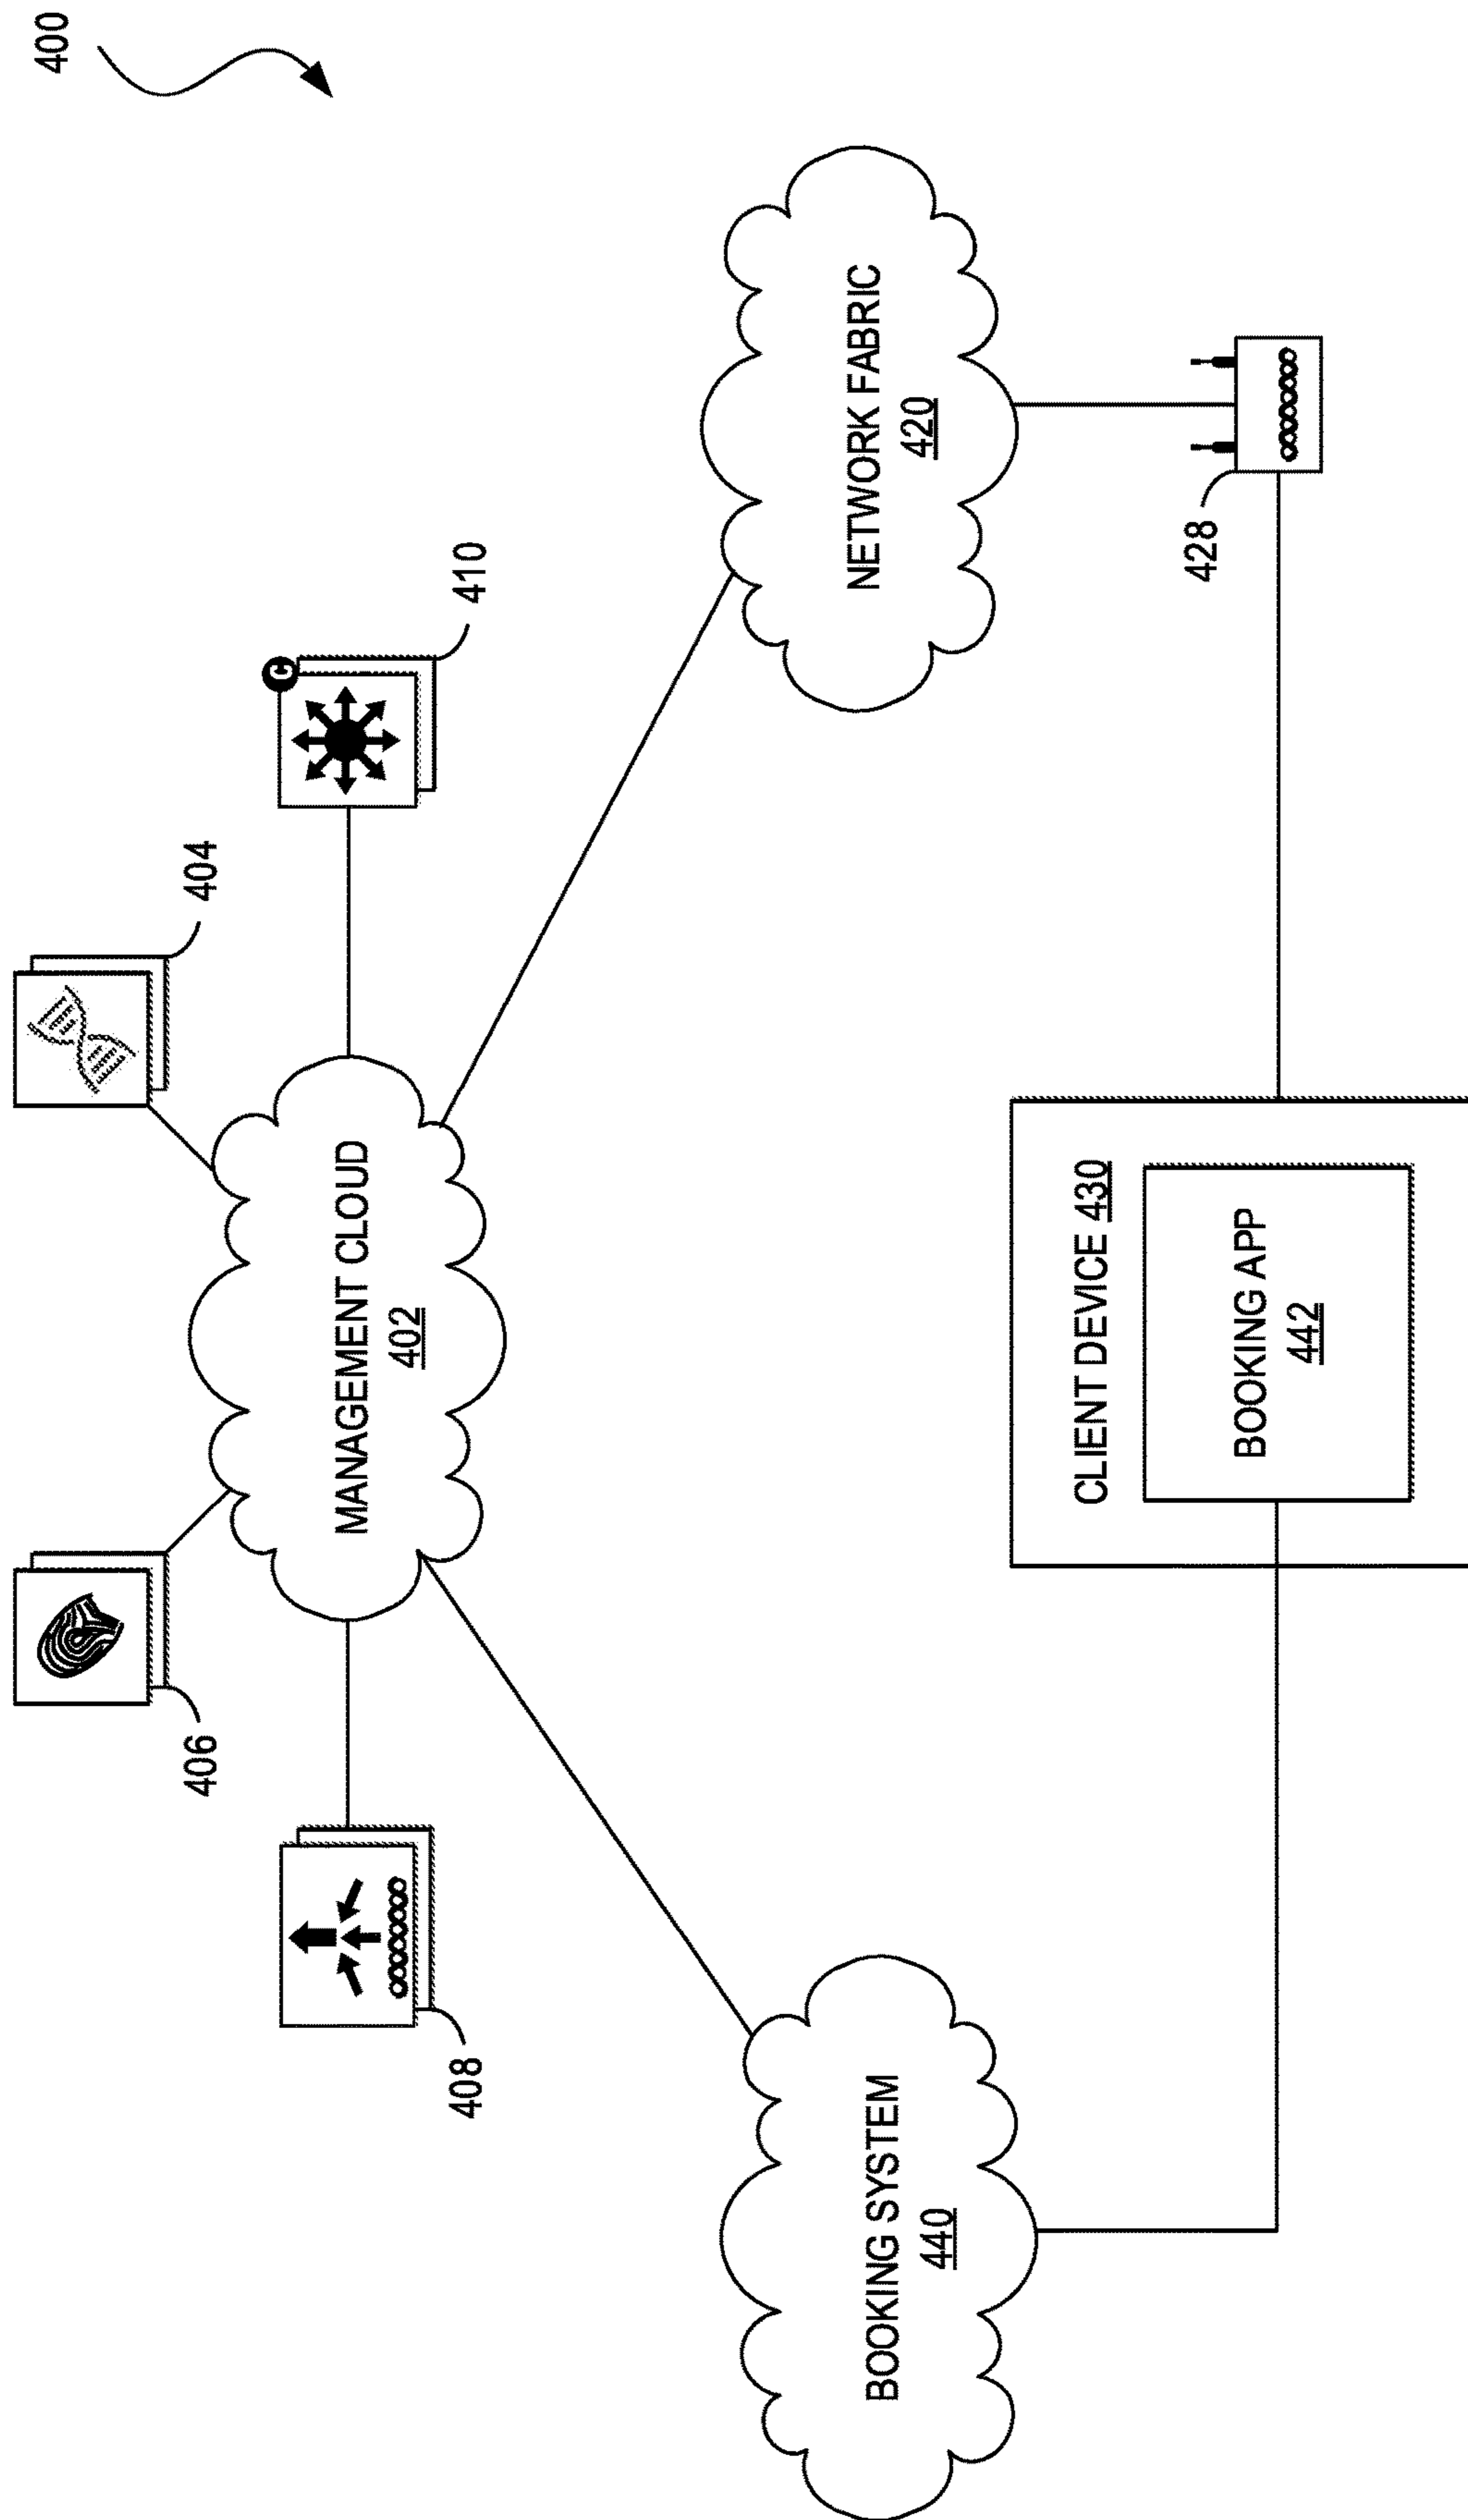 400
404
406
408
410
MANAGEMENT CLOUD
402
C
BOOKING SYSTEM
440
NETWORK FABRIC
420
428
CLIENT DEVICE 430
BOOKING APP
442